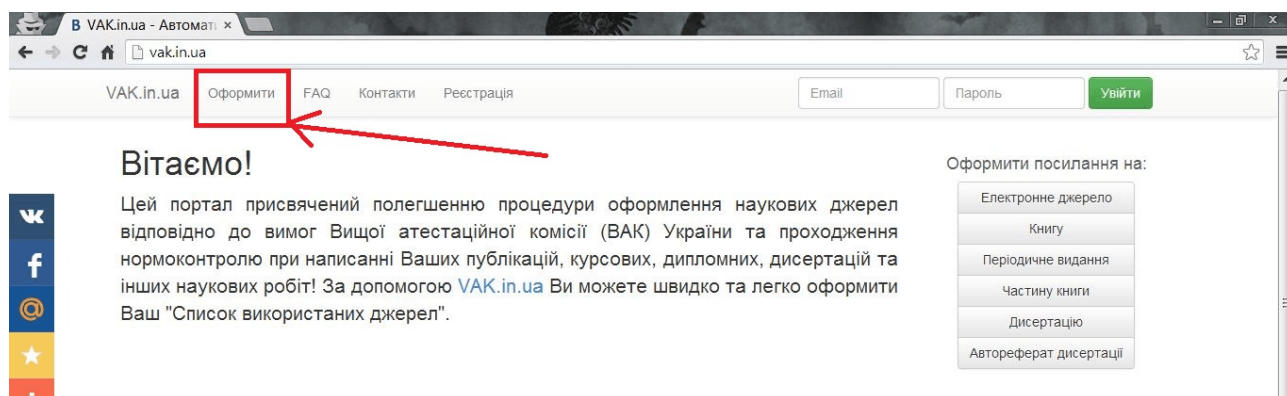 B VAK.in.ua - Автомати ×
vak.in.ua
VAK.in.ua Оформити FAQ Контакти Реєстрація Email Пароль Увійти
Вітаємо!
Оформити посилання на:
Цей портал присвячений полегшенню процедури оформлення наукових джерел
відповідно до вимог Вищої атестаційної комісії (ВАК) України та проходження
нормоконтролю при написанні Ваших публікацій, курсових, дипломних, дисертацій та
інших наукових робіт! За допомогою VAK.in.ua Ви можете швидко та легко оформити
Ваш "Список використаних джерел".
Електронне джерело
Книгу
Періодичне видання
Частину книги
Дисертацію
Автореферат дисертації